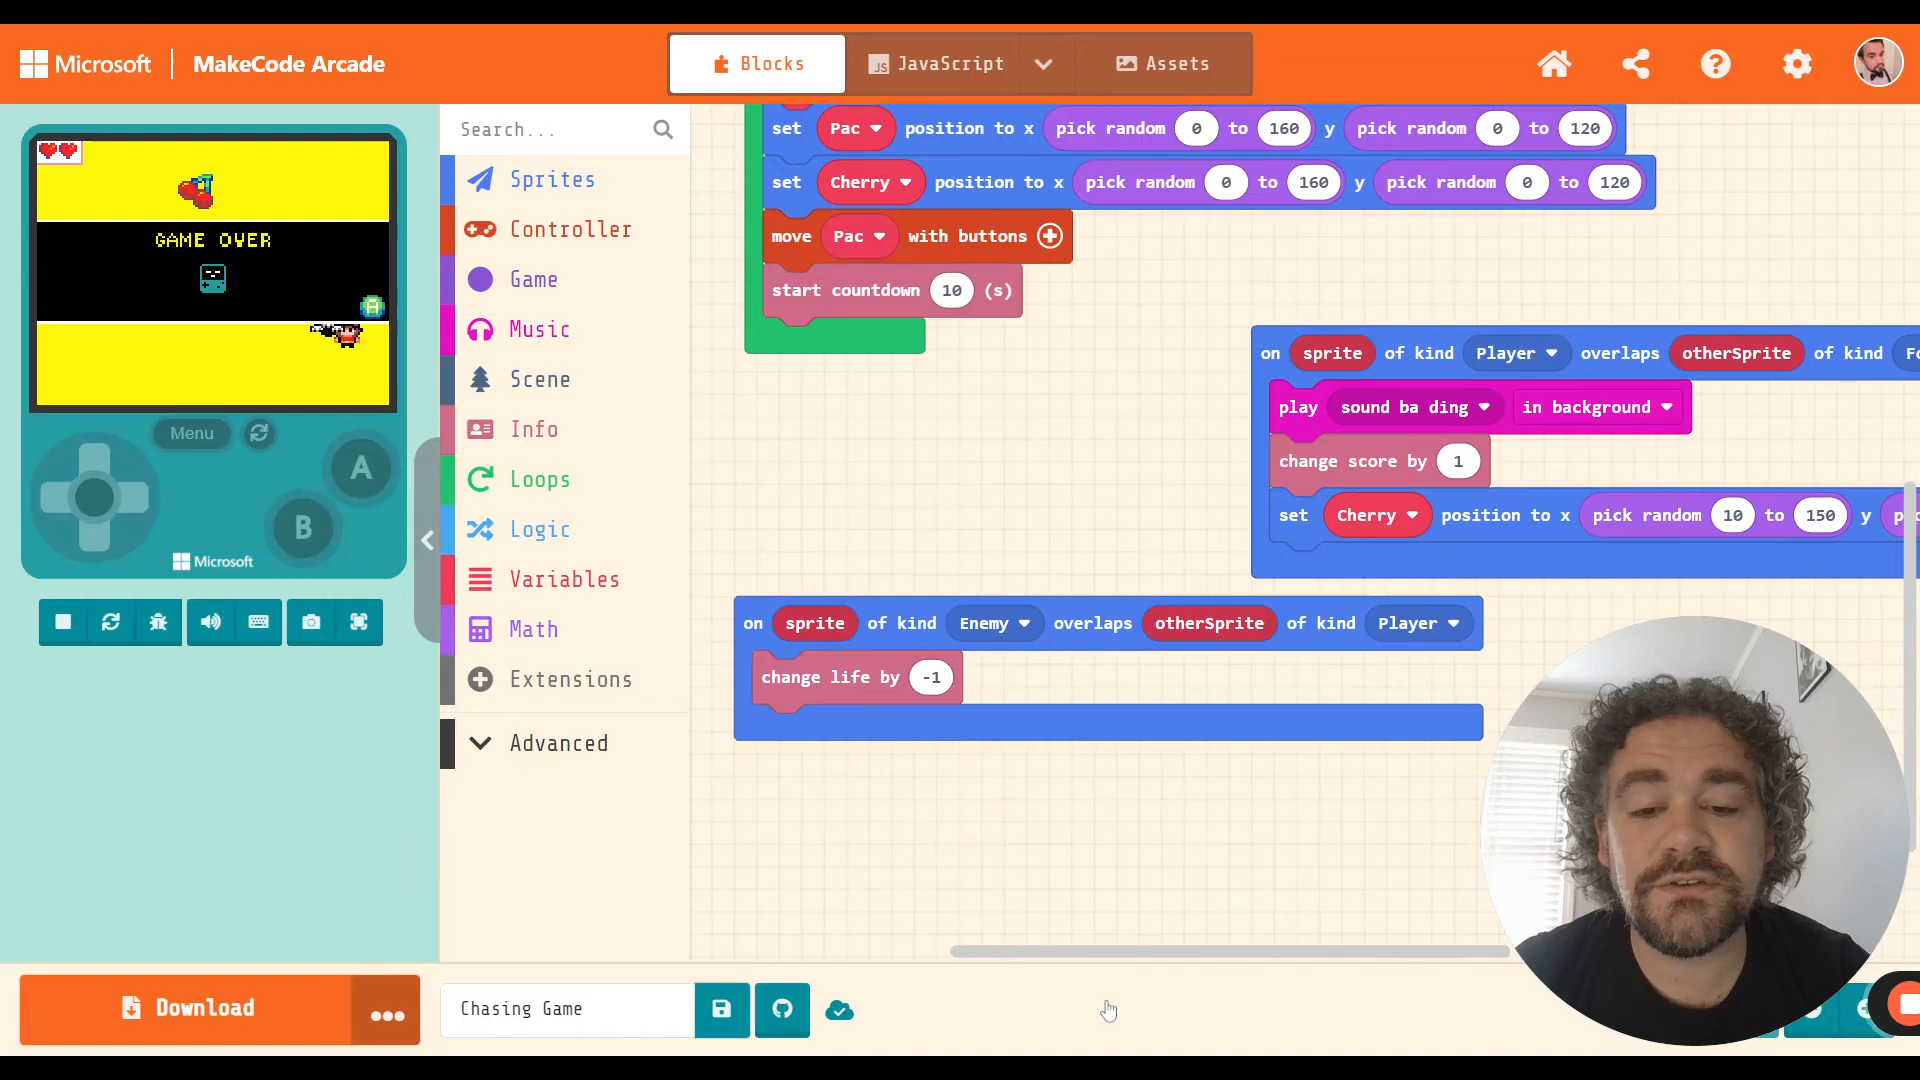 Microsoft | MakeCode Arcade
Blocks
JS JavaScript
Assets
GAME OVER
A
Menu
A
B
Microsoft
Search...
Sprites
Controller
Game
Music
Scene
Info
Loops
Logic
Variables
Math
Extensions
Advanced
set Pac position to x pick random 0 to 160 y pick random 0 to 120
set Cherry position to x pick random 0 to 160 y pick random 0 to 120
move Pac with buttons
start countdown 10 (s)
on sprite of kind Player overlaps otherSprite of kind
play sound ba ding in background
change score by 1
set Cherry position to x pick random 10 to 150 y
on sprite of kind Enemy overlaps otherSprite of kind Player
change life by -1
Download
Chasing Game